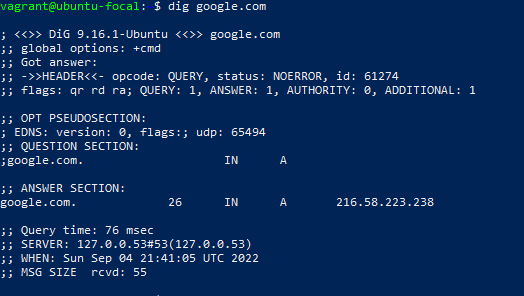 vagrant@ubuntu-focal: $ dig google.com
; <<>> DiG 9.16.1-Ubuntu <<>> google.com
;; global options: +cmd
;; Got answer:
;; ->>HEADER<<- opcode: QUERY, status: NOERROR, id: 61274
;; flags: qr rd ra; QUERY: 1, ANSWER: 1, AUTHORITY: 0, ADDITIONAL: 1
;; OPT PSEUDOSECTION:
; EDNS: version: 0, flags:; udp: 65494
;; QUESTION SECTION:
;google.com. IN A
;; ANSWER SECTION:
google.com. 26 IN A 216.58.223.238
;; Query time: 76 msec
;; SERVER: 127.0.0.53#53(127.0.0.53)
;; WHEN: Sun Sep 04 21:41:05 UTC 2022
;; MSG SIZE rcvd: 55